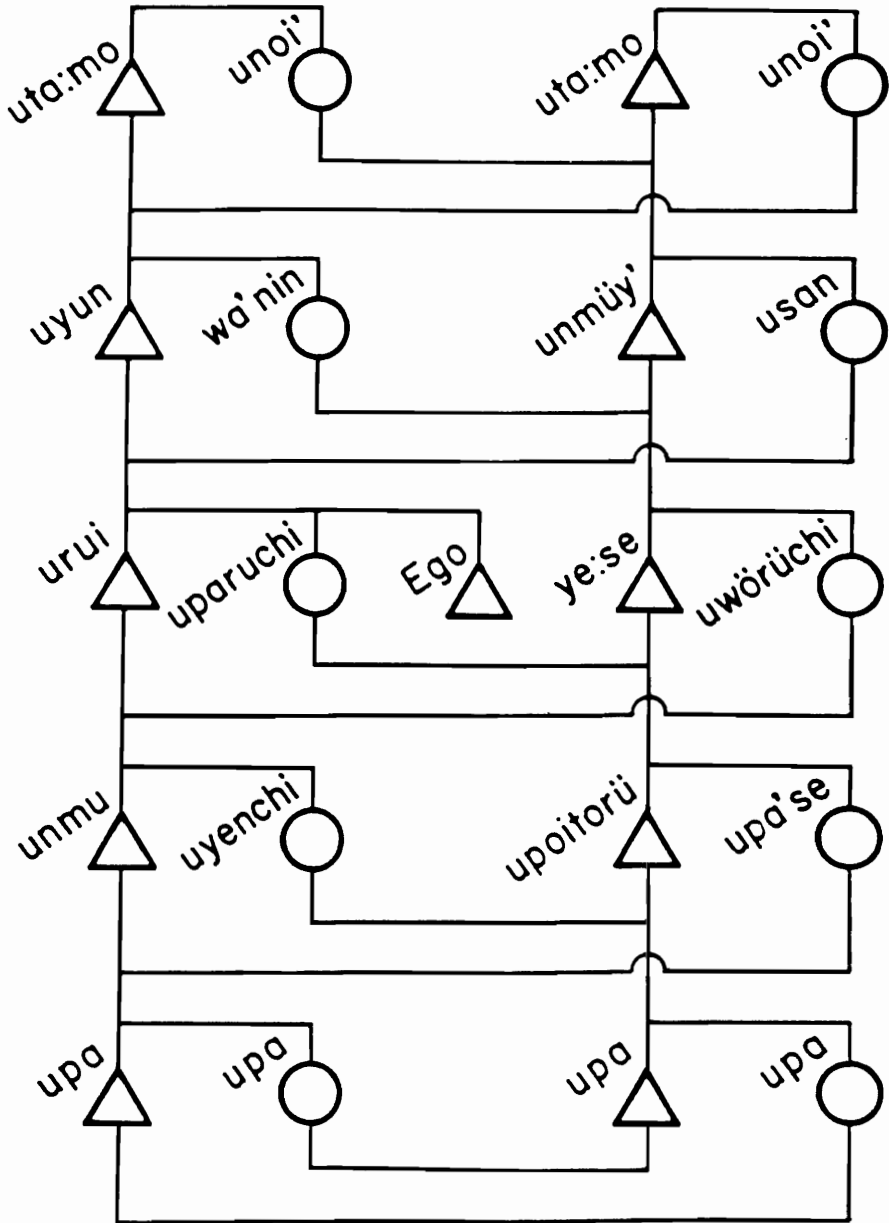 uta:mo unoi' uta:mo unoi'
uyun wa'nin unmüy' usan
urui uparuchi Ego ye:se uwörüchi
unmu uyenchi upoitorü upa'se
upa upa upa upa